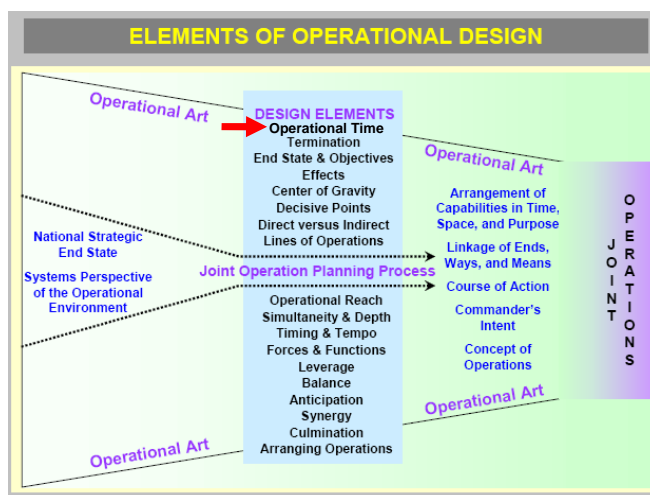 ELEMENTS OF OPERATIONAL DESIGN
Operational Art
DESIGN ELEMENTS
Operational Time
Termination
End State & Objectives
Effects
Center of Gravity
Decisive Points
Direct versus Indirect
Lines of Operations
Operational Art
National Strategic
End State
Systems Perspective
of the Operational
Environment
Joint Operation Planning Process
Arrangement of
Capabilities in Time,
Space, and Purpose
Linkage of Ends,
Ways, and Means
Course of Action
Commander's
Intent
Concept of
Operations
JOINT
OPERATIONS
Operational Reach
Simultaneity & Depth
Timing & Tempo
Forces & Functions
Leverage
Balance
Anticipation
Synergy
Culmination
Arranging Operations
Operational Art
Operational Art